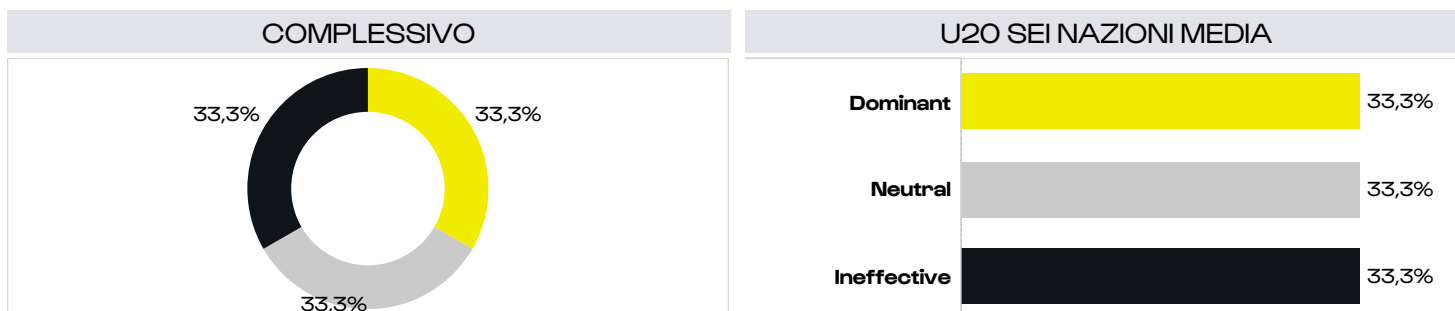 COMPLESSIVO
33,3%
33,3%
33,3%
U20 SEI NAZIONI MEDIA
Dominant 33,3%
Neutral 33,3%
Ineffective 33,3%